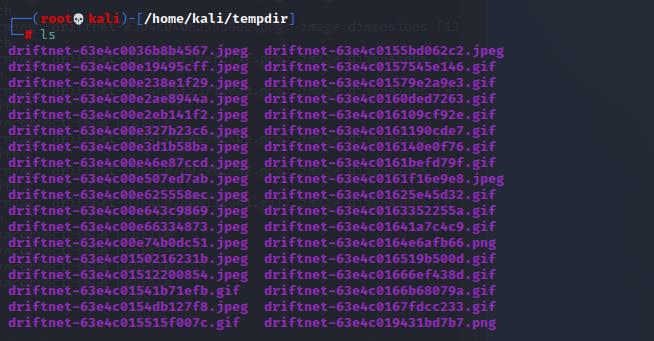 ┌──(root💀kali)-[/home/kali/tempdir]
└─# ls
driftnet-63e4c0036b8b4567.jpeg driftnet-63e4c0155bd062c2.jpeg
driftnet-63e4c00e19495cff.jpeg driftnet-63e4c0157545e146.gif
driftnet-63e4c00e238e1f29.jpeg driftnet-63e4c01579e2a9e3.gif
driftnet-63e4c00e2ae8944a.jpeg driftnet-63e4c0160ded7263.gif
driftnet-63e4c00e2eb141f2.jpeg driftnet-63e4c016109cf92e.gif
driftnet-63e4c00e327b23c6.jpeg driftnet-63e4c0161190cde7.gif
driftnet-63e4c00e3d1b58ba.jpeg driftnet-63e4c016140e0f76.gif
driftnet-63e4c00e46e87ccd.jpeg driftnet-63e4c0161befd79f.gif
driftnet-63e4c00e507ed7ab.jpeg driftnet-63e4c0161f16e9e8.jpeg
driftnet-63e4c00e625558ec.jpeg driftnet-63e4c01625e45d32.gif
driftnet-63e4c00e643c9869.jpeg driftnet-63e4c0163352255a.gif
driftnet-63e4c00e66334873.jpeg driftnet-63e4c01641a7c4c9.gif
driftnet-63e4c00e74b0dc51.jpeg driftnet-63e4c0164e6afb66.png
driftnet-63e4c0150216231b.jpeg driftnet-63e4c016519b500d.gif
driftnet-63e4c01512200854.jpeg driftnet-63e4c01666ef438d.gif
driftnet-63e4c01541b71efb.gif driftnet-63e4c0166b68079a.gif
driftnet-63e4c0154db127f8.jpeg driftnet-63e4c0167fdcc233.gif
driftnet-63e4c015515f007c.gif driftnet-63e4c019431bd7b7.png